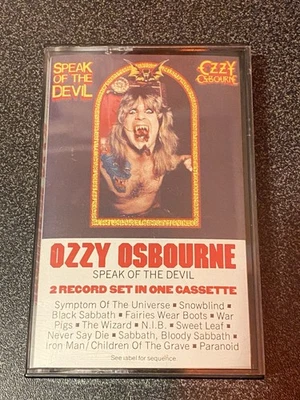 SPEAK
OF THE
DEVIL
OZZY
OSBOURNE
OZZY OSBOURNE
SPEAK OF THE DEVIL
2 RECORD SET IN ONE CASSETTE
Symptom Of The Universe ■ Snowblind ■
Black Sabbath ■ Fairies Wear Boots ■ War
Pigs ■ The Wizard ■ N.I.B. ■ Sweet Leaf ■
Never Say Die ■ Sabbath, Bloody Sabbath ■
Iron Man/Children Of The Grave ■ Paranoid
See label for sequence